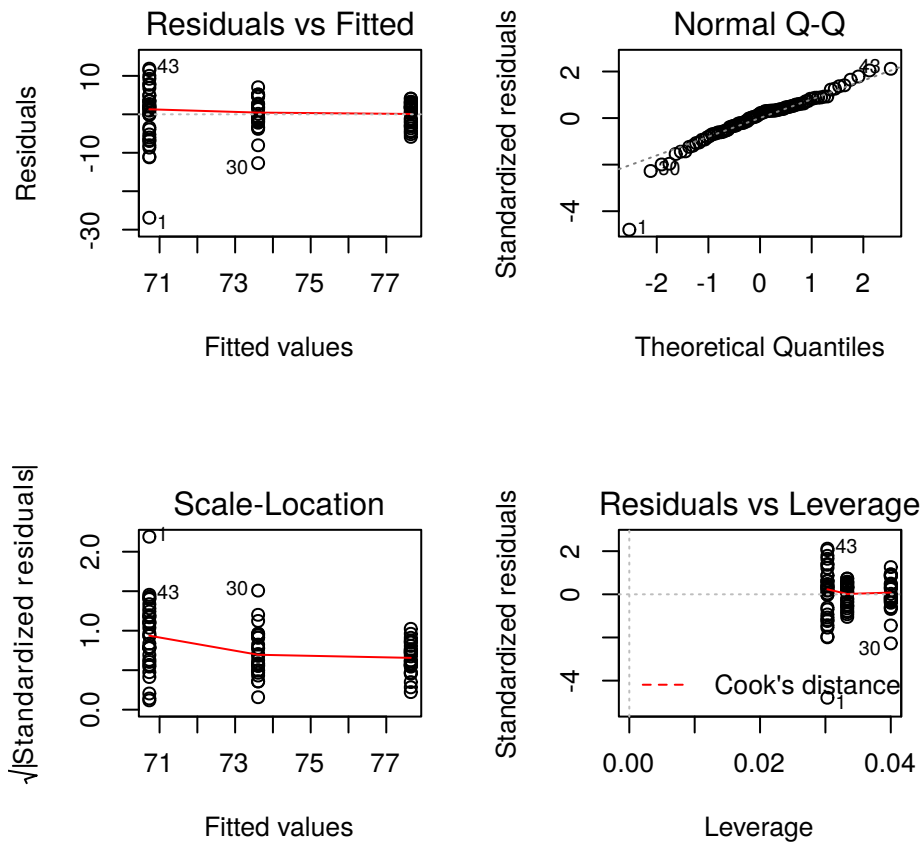 Residuals vs Fitted
Residuals
10
-10
-30
43
30
1
71 73 75 77
Fitted values
Normal Q-Q
Standardized residuals
2
0
-4
43
30
1
-2 -1 0 1 2
Theoretical Quantiles
Scale-Location
√|Standardized residuals|
2.0
1.0
0.0
1
43
30
71 73 75 77
Fitted values
Residuals vs Leverage
Standardized residuals
2
0
-4
43
30
1
Cook's distance
0.00 0.02 0.04
Leverage